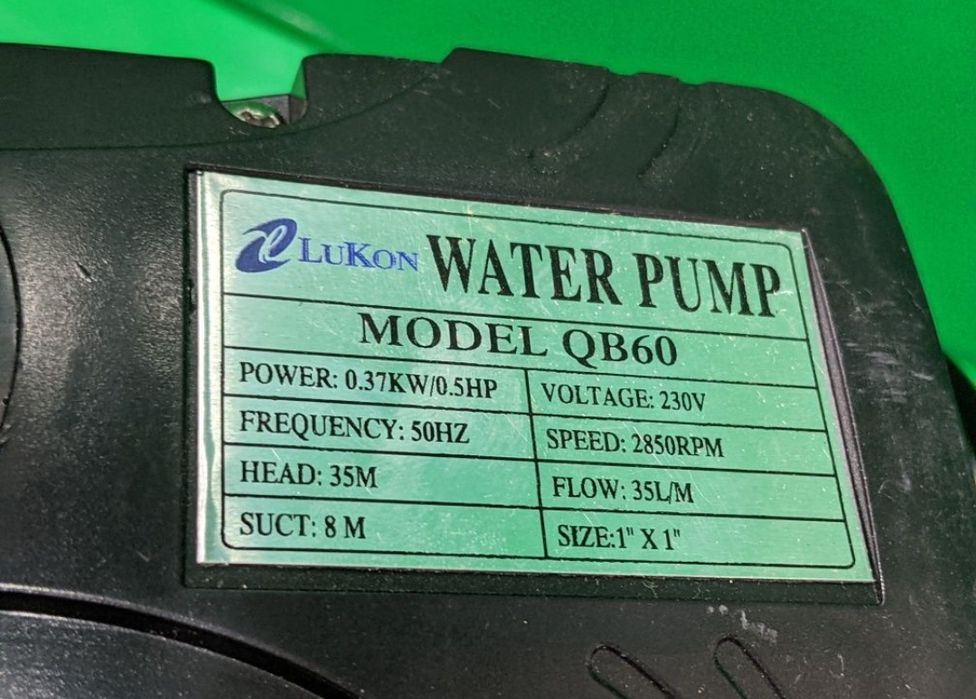 LUKON WATER PUMP
MODEL QB60
POWER: 0.37KW/0.5HP VOLTAGE: 230V
FREQUENCY: 50HZ SPEED: 2850RPM
HEAD: 35M FLOW: 35L/M
SUCT: 8 M SIZE:1" X 1"